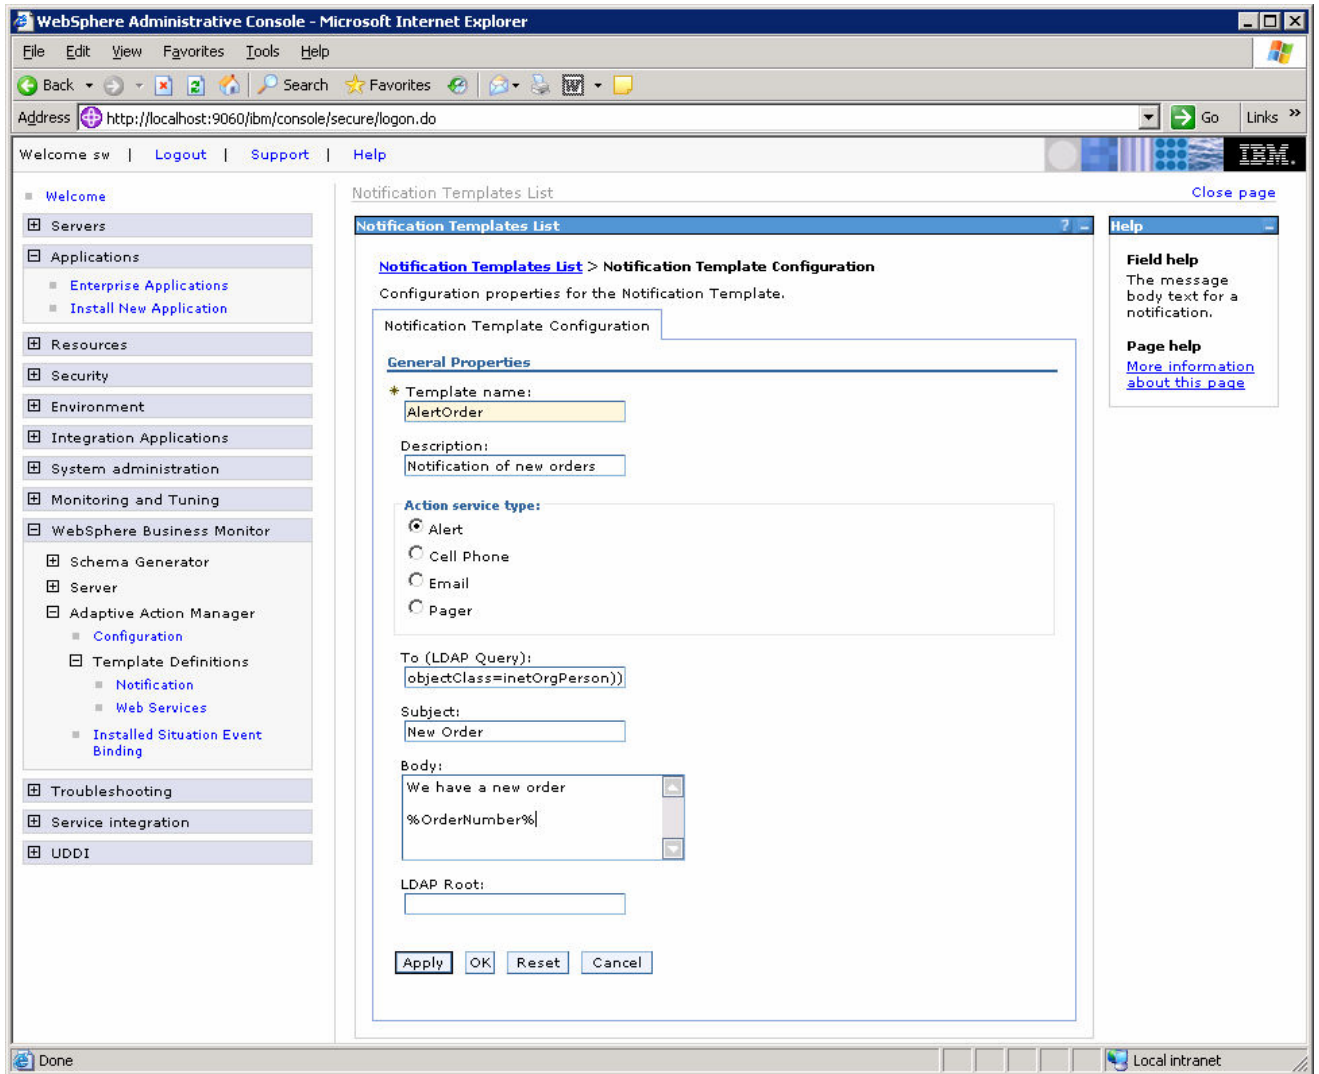 WebSphere Administrative Console - Microsoft Internet Explorer
File Edit View Favorites Tools Help
Back Search Favorites
Address http://localhost:9060/ibm/console/secure/logon.do Go Links »
Welcome sw | Logout | Support | Help
IBM.
Welcome
Servers
Applications
Enterprise Applications
Install New Application
Resources
Security
Environment
Integration Applications
System administration
Monitoring and Tuning
WebSphere Business Monitor
Schema Generator
Server
Adaptive Action Manager
Configuration
Template Definitions
Notification
Web Services
Installed Situation Event
Binding
Troubleshooting
Service integration
UDDI
Notification Templates List
Close page
Notification Templates List ? -
Notification Templates List > Notification Template Configuration
Configuration properties for the Notification Template.
Notification Template Configuration
General Properties
* Template name:
AlertOrder
Description:
Notification of new orders
Action service type:
Alert
Cell Phone
Email
Pager
To (LDAP Query):
objectClass=inetOrgPerson))
Subject:
New Order
Body:
We have a new order
%OrderNumber%
LDAP Root:
Apply OK Reset Cancel
Help -
Field help
The message
body text for a
notification.
Page help
More information
about this page
Done
Local intranet